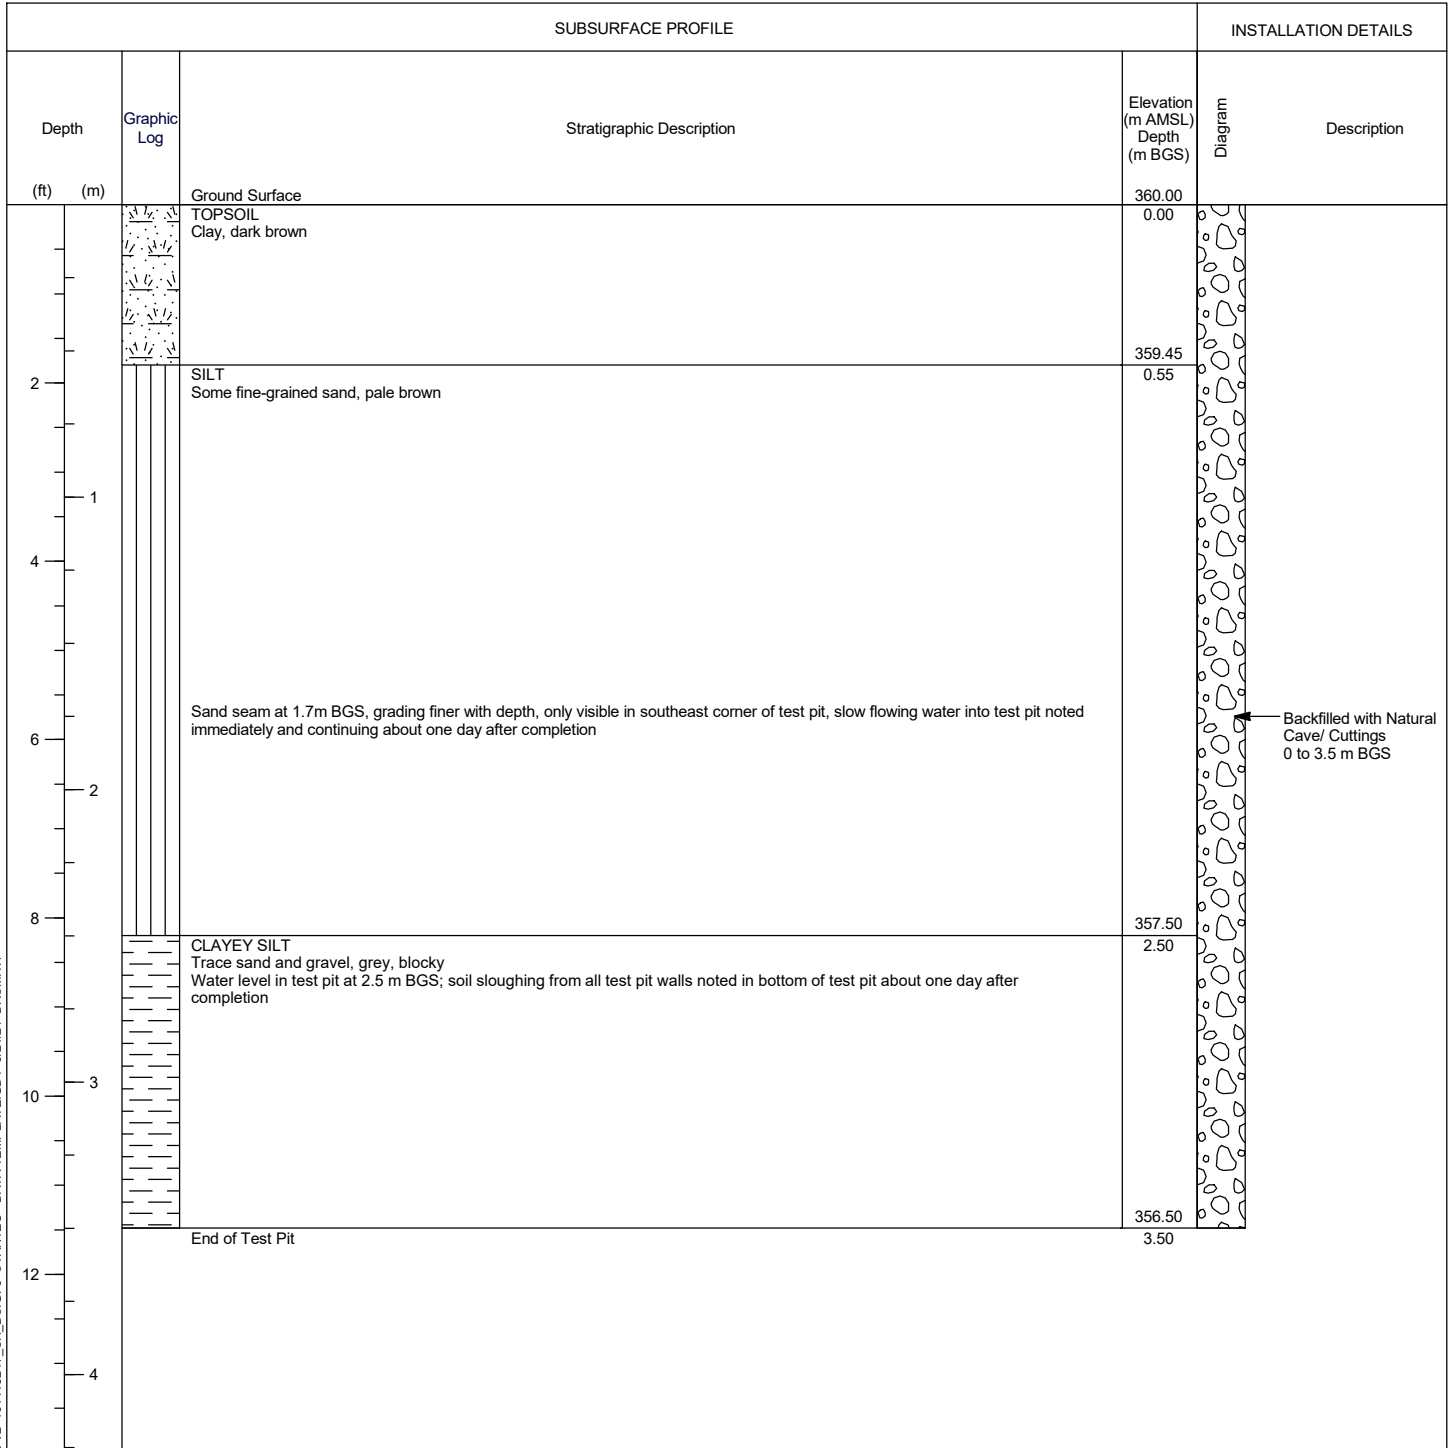 SUBSURFACE PROFILE
INSTALLATION DETAILS
Depth
Graphic
Log
Stratigraphic Description
Elevation
(m AMSL)
Depth
(m BGS)
Diagram
Description
(ft) (m)
Ground Surface
360.00
TOPSOIL
0.00
Clay, dark brown
359.45
SILT
0.55
2
Some fine-grained sand, pale brown
1
4
Sand seam at 1.7m BGS, grading finer with depth, only visible in southeast corner of test pit, slow flowing water into test pit noted
immediately and continuing about one day after completion
Backfilled with Natural
Cave/ Cuttings
0 to 3.5 m BGS
6
2
8
357.50
CLAYEY SILT
2.50
Trace sand and gravel, grey, blocky
Water level in test pit at 2.5 m BGS; soil sloughing from all test pit walls noted in bottom of test pit about one day after
completion
3
10
356.50
End of Test Pit
3.50
12
4